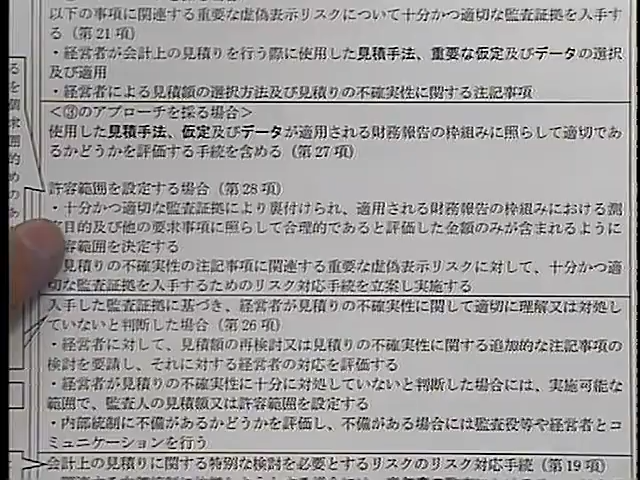 以下の事項に関連する重要な虚偽表示リスクについて十分かつ適切な監査証拠を入手す
る（第21項）
・経営者が会計上の見積りを行う際に使用した見積手法、重要な仮定及びデータの選択
及び適用
・経営者による見積額の選択方法及び見積りの不確実性に関する注記事項
＜③のアプローチを採る場合＞
使用した見積手法、仮定及びデータが適用される財務報告の枠組みに照らして適切であ
るかどうかを評価する手続を含める（第27項）
許容範囲を設定する場合（第28項）
・十分かつ適切な監査証拠により裏付けられ、適用される財務報告の枠組みにおける測
目的及び他の要求事項に照らして合理的であると評価した金額のみが含まれるように
容範囲を決定する
見積りの不確実性の注記事項に関連する重要な虚偽表示リスクに対して、十分かつ適
切な監査証拠を入手するためのリスク対応手続を立案し実施する
入手した監査証拠に基づき、経営者が見積りの不確実性に関して適切に理解又は対処し
ていないと判断した場合（第26項）
・経営者に対して、見積額の再検討又は見積りの不確実性に関する追加的な注記事項の
検討を要請し、それに対する経営者の対応を評価する
・経営者が見積りの不確実性に十分に対処していないと判断した場合には、実施可能な
範囲で、監査人の見積額又は許容範囲を設定する
・内部統制に不備があるかどうかを評価し、不備がある場合には監査役等や経営者とコ
ミュニケーションを行う
会計上の見積りに関する特別な検討を必要とするリスクのリスク対応手続（第19項）